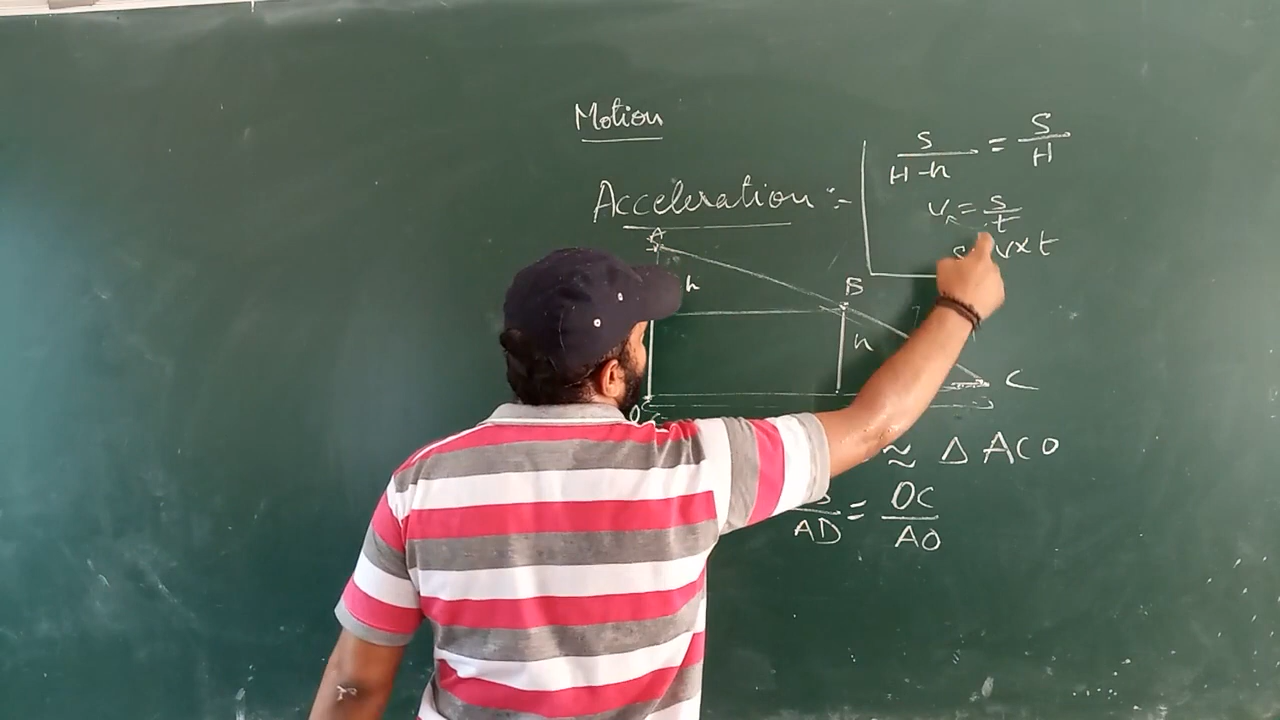 Motion
Acceleration :-
s/H-h = S/H
v = s/t
v×t
A
h
B
h
C
≈ Δ ACO
/AD = OC/AO